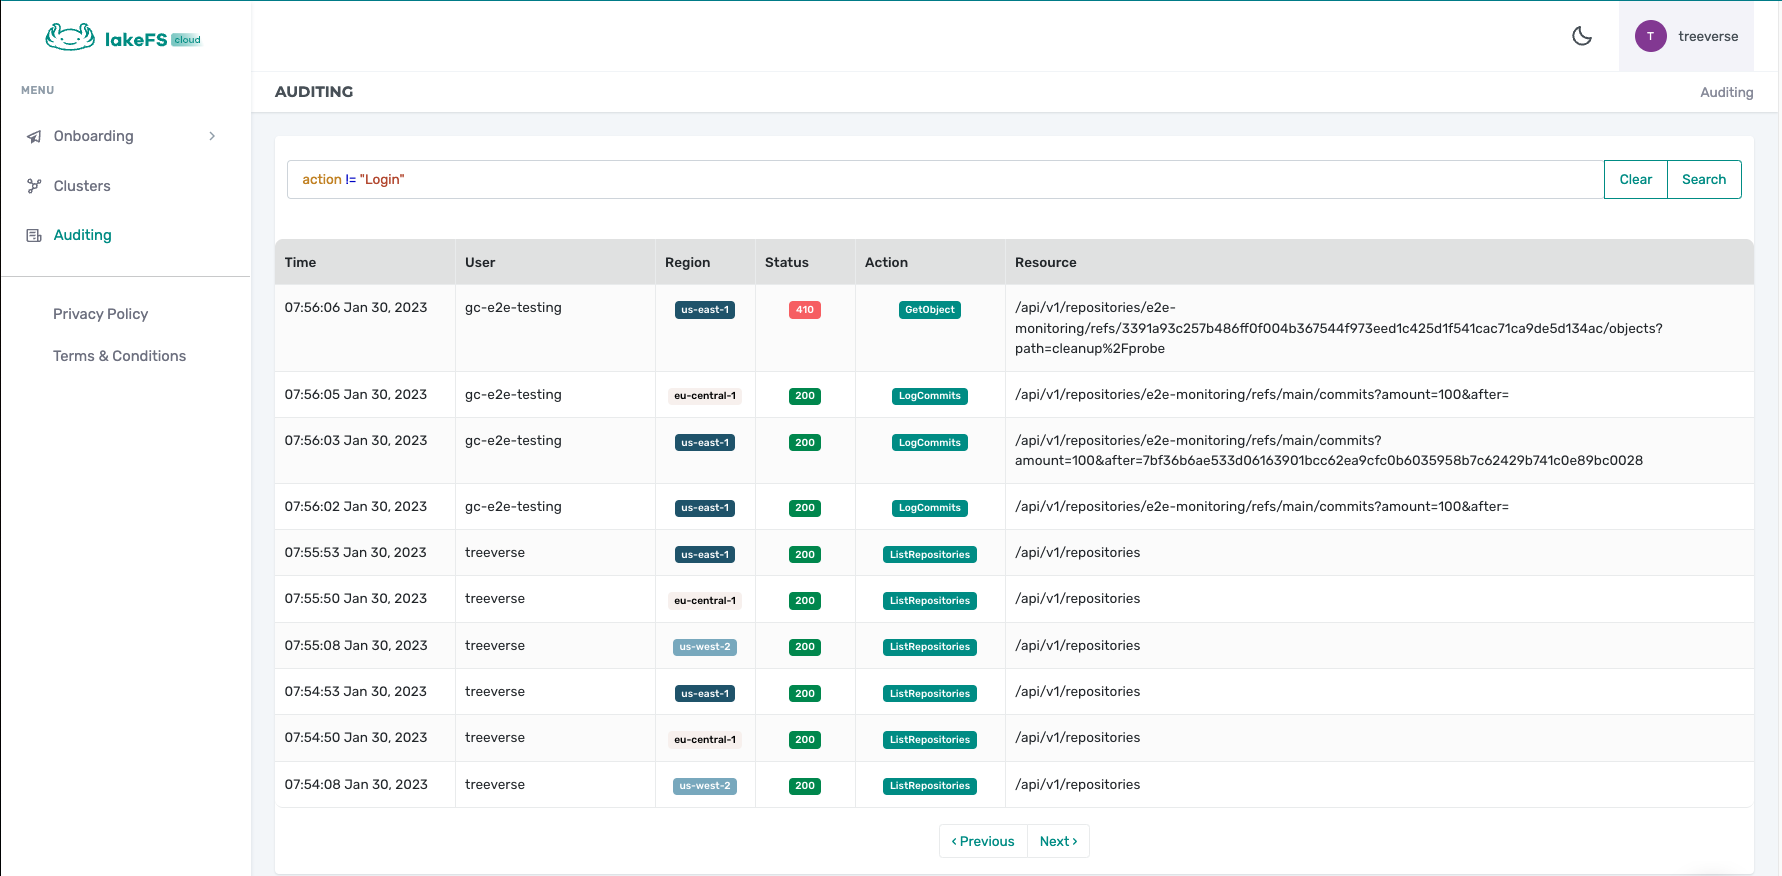 lakeFS cloud
T treeverse
MENU
AUDITING
Auditing
Onboarding
Clusters
Auditing
Privacy Policy
Terms & Conditions
action != "Login"
Clear Search
Time User Region Status Action Resource
07:56:06 Jan 30, 2023 gc-e2e-testing us-east-1 410 GetObject /api/v1/repositories/e2e-
monitoring/refs/3391a93c257b486ff0f004b367544f973eed1c425d1f541cac71ca9de5d134ac/objects?
path=cleanup%2Fprobe
07:56:05 Jan 30, 2023 gc-e2e-testing eu-central-1 200 LogCommits /api/v1/repositories/e2e-monitoring/refs/main/commits?amount=100&after=
07:56:03 Jan 30, 2023 gc-e2e-testing us-east-1 200 LogCommits /api/v1/repositories/e2e-monitoring/refs/main/commits?
amount=100&after=7bf36b6ae533d06163901bcc62ea9cfc0b6035958b7c62429b741c0e89bc0028
07:56:02 Jan 30, 2023 gc-e2e-testing us-east-1 200 LogCommits /api/v1/repositories/e2e-monitoring/refs/main/commits?amount=100&after=
07:55:53 Jan 30, 2023 treeverse us-east-1 200 ListRepositories /api/v1/repositories
07:55:50 Jan 30, 2023 treeverse eu-central-1 200 ListRepositories /api/v1/repositories
07:55:08 Jan 30, 2023 treeverse us-west-2 200 ListRepositories /api/v1/repositories
07:54:53 Jan 30, 2023 treeverse us-east-1 200 ListRepositories /api/v1/repositories
07:54:50 Jan 30, 2023 treeverse eu-central-1 200 ListRepositories /api/v1/repositories
07:54:08 Jan 30, 2023 treeverse us-west-2 200 ListRepositories /api/v1/repositories
‹ Previous Next ›